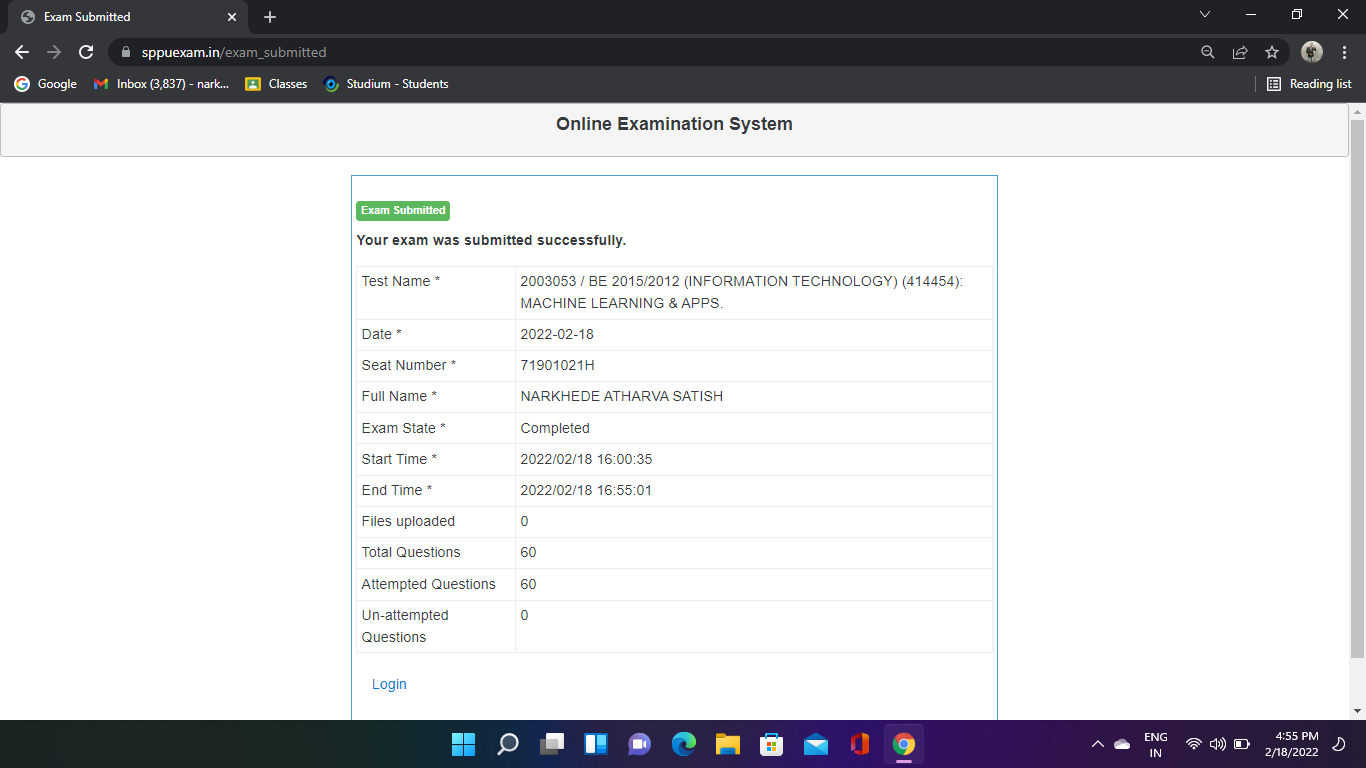 Exam Submitted
sppuexam.in/exam_submitted
Google Inbox (3,837) - nark... Classes Studium - Students Reading list
Online Examination System
Exam Submitted
Your exam was submitted successfully.
Test Name * 2003053 / BE 2015/2012 (INFORMATION TECHNOLOGY) (414454):
MACHINE LEARNING & APPS.
Date * 2022-02-18
Seat Number * 71901021H
Full Name * NARKHEDE ATHARVA SATISH
Exam State * Completed
Start Time * 2022/02/18 16:00:35
End Time * 2022/02/18 16:55:01
Files uploaded 0
Total Questions 60
Attempted Questions 60
Un-attempted 0
Questions
Login
ENG 4:55 PM
IN 2/18/2022